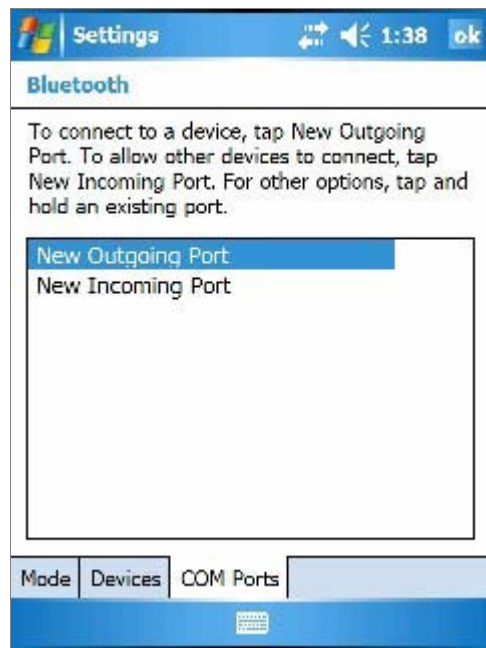 Settings 1:38 ok
Bluetooth
To connect to a device, tap New Outgoing
Port. To allow other devices to connect, tap
New Incoming Port. For other options, tap and
hold an existing port.
New Outgoing Port
New Incoming Port
Mode Devices COM Ports